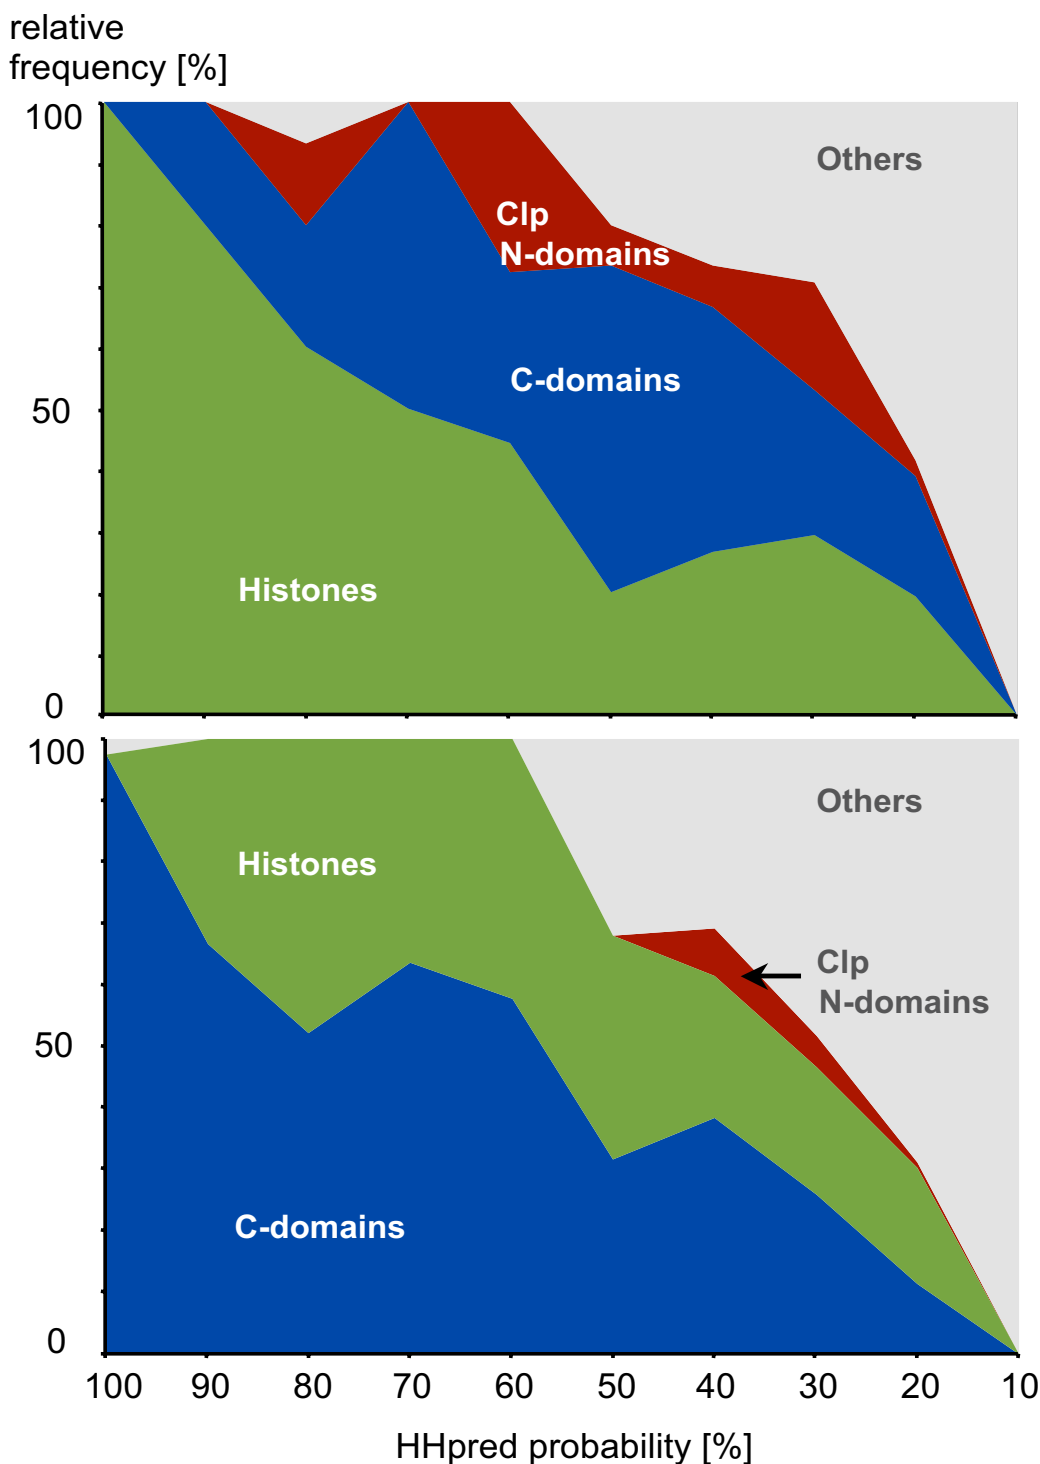 relative
frequency [%]
100
Others
Clp
N-domains
C-domains
50
Histones
0
100
Others
Histones
Clp
N-domains
50
C-domains
0
100 90 80 70 60 50 40 30 20 10
HHpred probability [%]